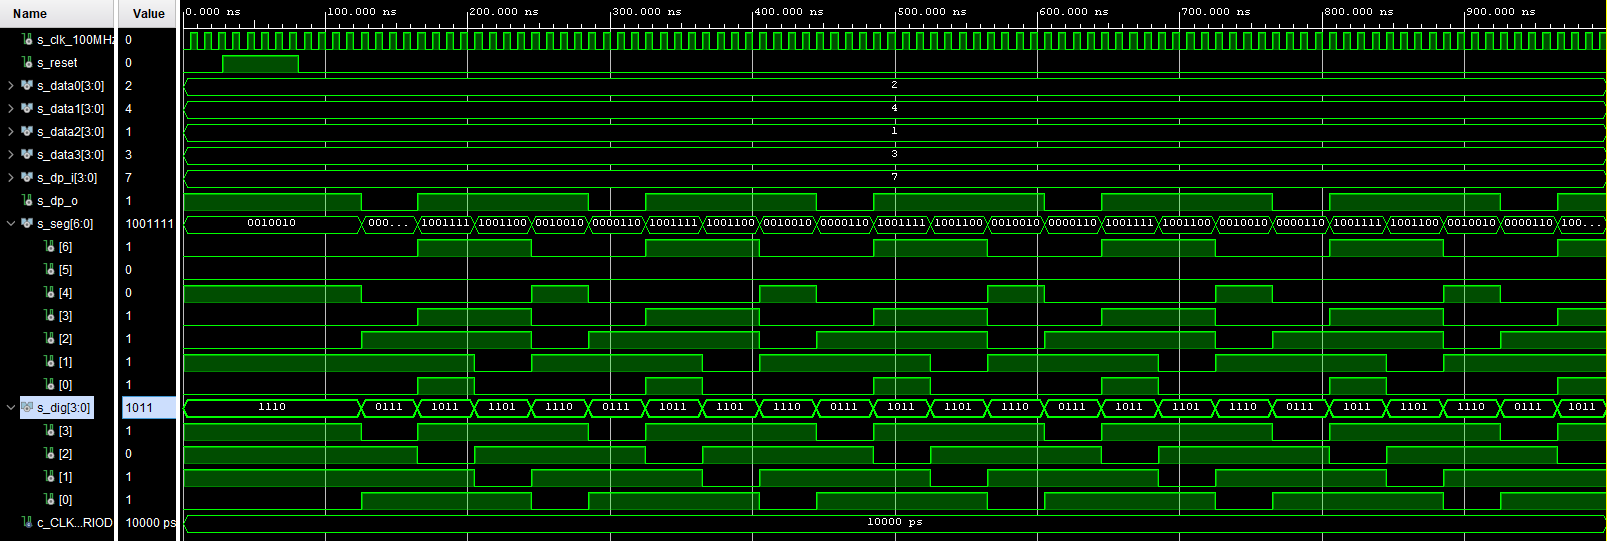 Name Value 0.000 ns 100.000 ns 200.000 ns 300.000 ns 400.000 ns 500.000 ns 600.000 ns 700.000 ns 800.000 ns 900.000 ns
s_clk_100MHz 0
s_reset 0
s_data0[3:0] 2 2
s_data1[3:0] 4 4
s_data2[3:0] 1 1
s_data3[3:0] 3 3
s_dp_i[3:0] 7 7
s_dp_o 1
s_seg[6:0] 1001111 0010010 000... 1001111 1001100 0010010 0000110 1001111 1001100 0010010 0000110 1001111 1001100 0010010 0000110 1001111 1001100 0010010 0000110 1001111 1001100 0010010 0000110 100...
[6] 1
[5] 0
[4] 0
[3] 1
[2] 1
[1] 1
[0] 1
s_dig[3:0] 1011 1110 0111 1011 1101 1110 0111 1011 1101 1110 0111 1011 1101 1110 0111 1011 1101 1110 0111 1011 1101 1110 0111 1011
[3] 1
[2] 0
[1] 1
[0] 1
c_CLK...RIOD 10000 ps 10000 ps